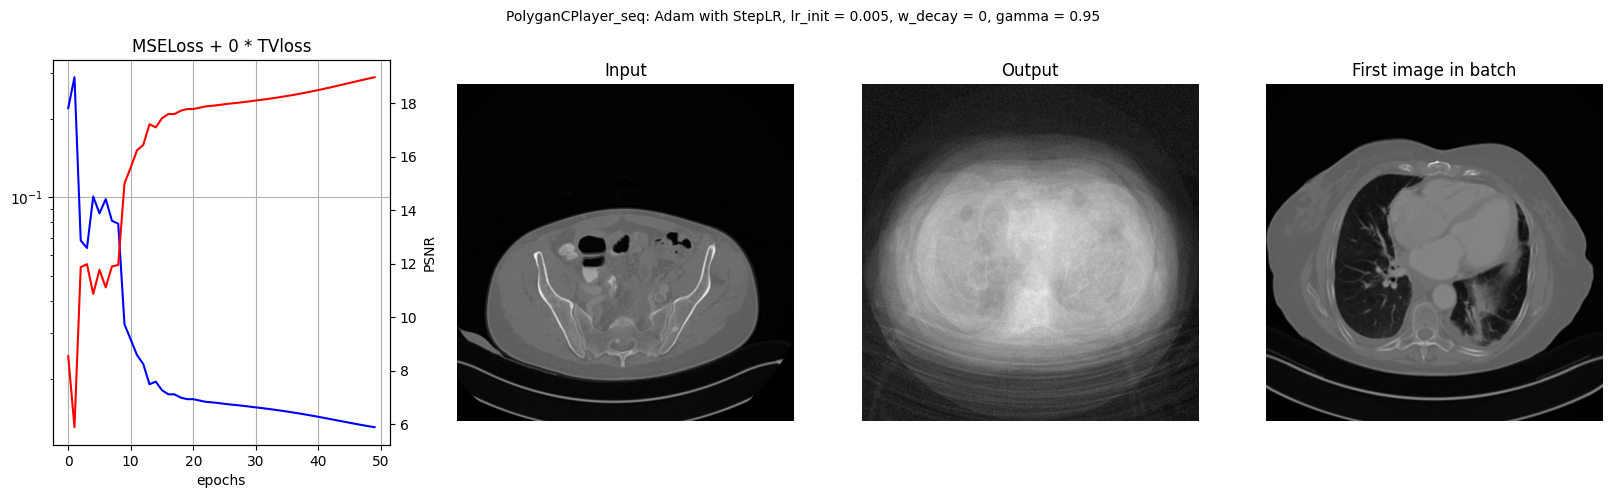 PolyganCPlayer_seq: Adam with StepLR, lr_init = 0.005, w_decay = 0, gamma = 0.95
MSELoss + 0 * TVloss
10⁻¹
0 10 20 30 40 50
epochs
18
16
14
12
10
8
6
PSNR
Input
Output
First image in batch